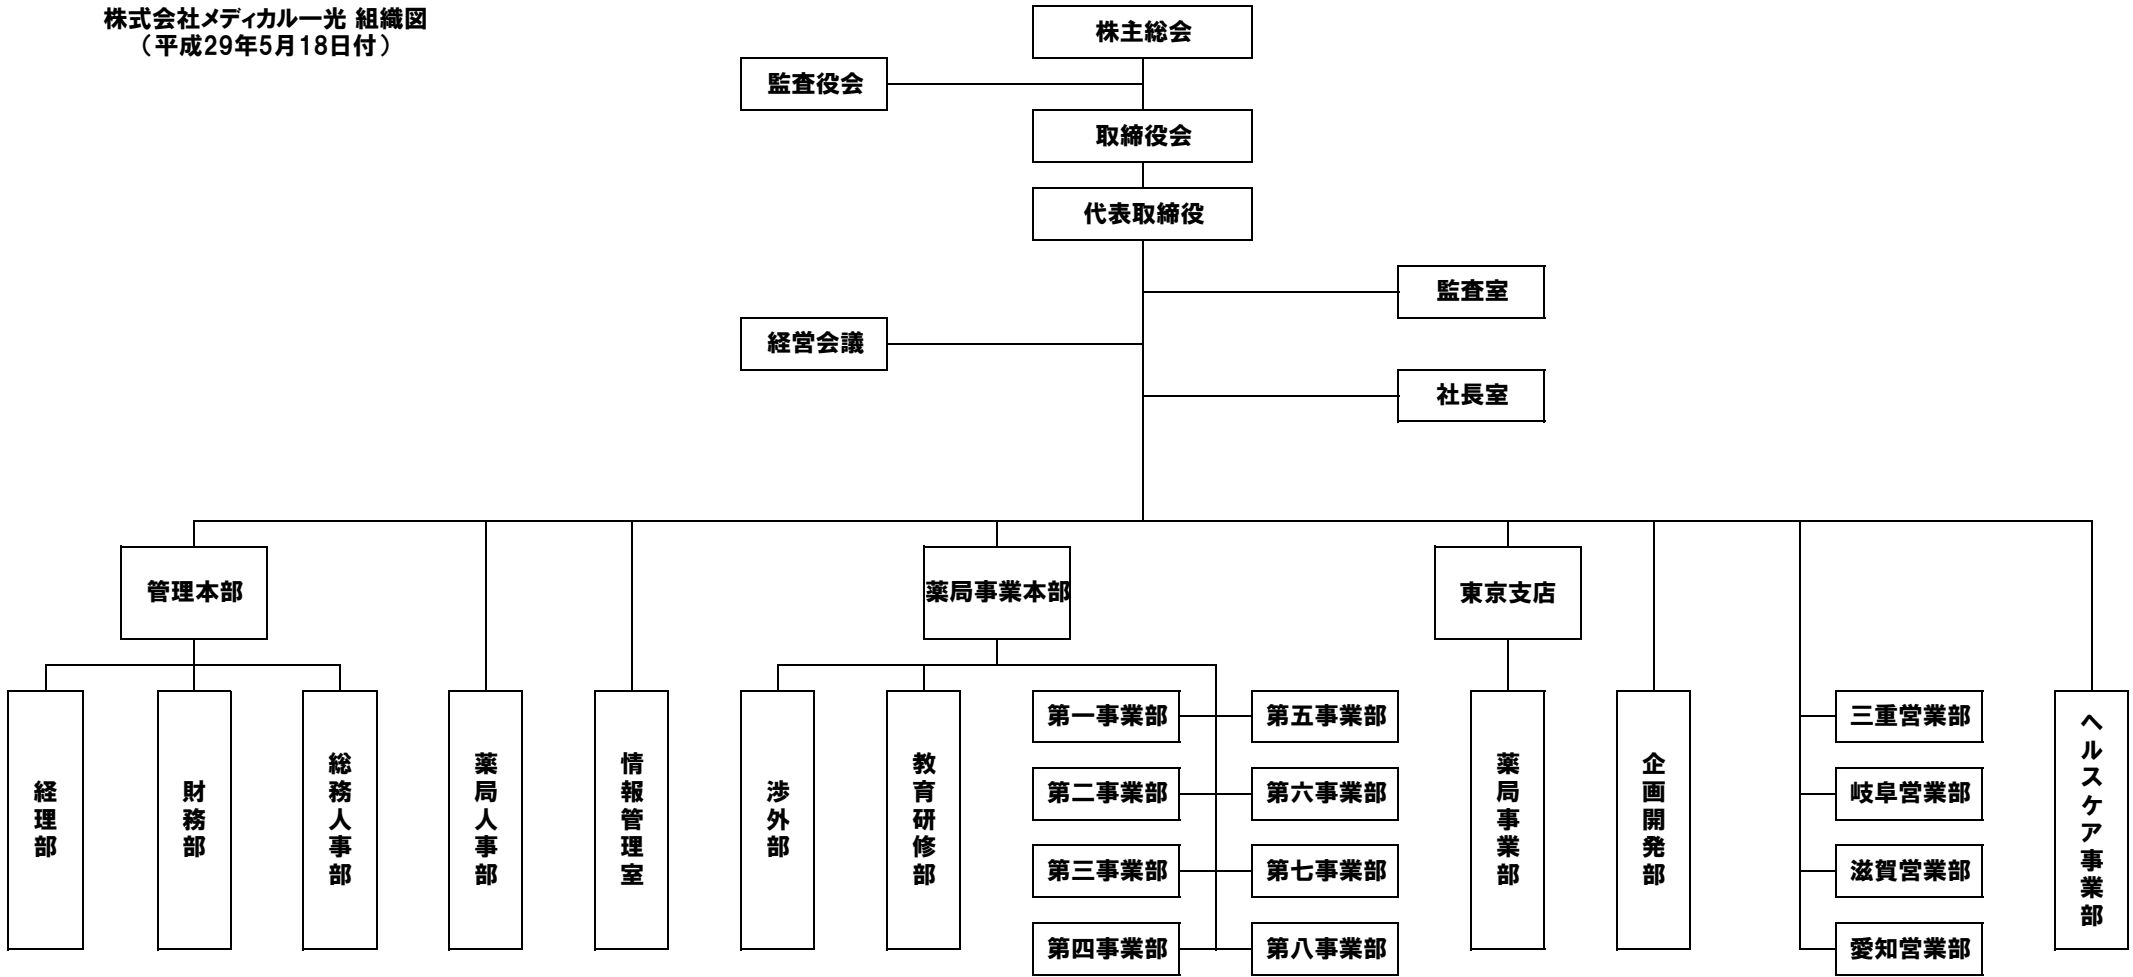 株式会社メディカル一光 組織図
（平成29年5月18日付）
株主総会
監査役会
取締役会
代表取締役
監査室
経営会議
社長室
管理本部
薬局事業本部
東京支店
経理部
財務部
総務人事部
薬局人事部
情報管理室
渉外部
教育研修部
第一事業部
第五事業部
第二事業部
第六事業部
第三事業部
第七事業部
第四事業部
第八事業部
薬局事業部
企画開発部
三重営業部
岐阜営業部
滋賀営業部
愛知営業部
ヘルスケア事業部